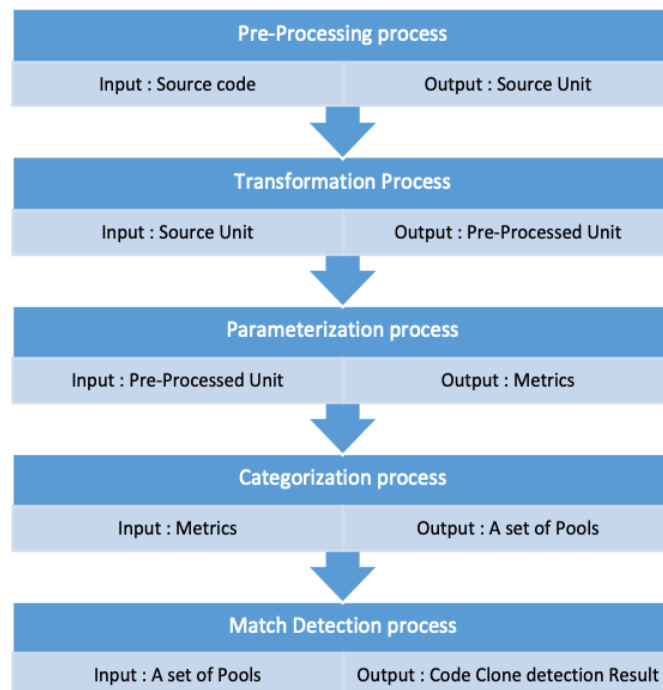 Pre-Processing process
Input : Source code
Output : Source Unit
Transformation Process
Input : Source Unit
Output : Pre-Processed Unit
Parameterization process
Input : Pre-Processed Unit
Output : Metrics
Categorization process
Input : Metrics
Output : A set of Pools
Match Detection process
Input : A set of Pools
Output : Code Clone detection Result